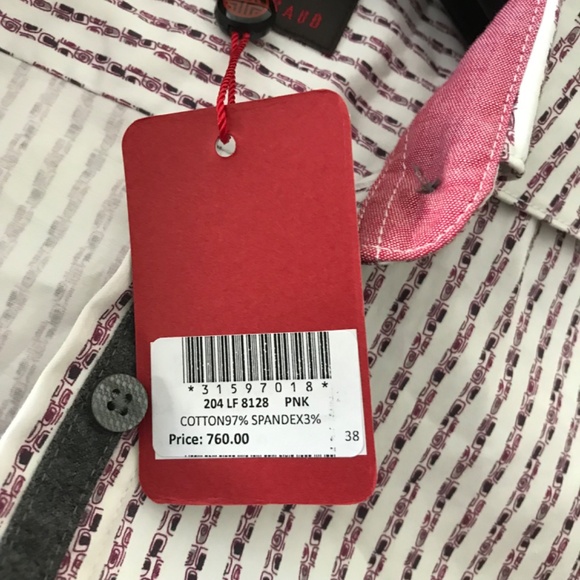 *31597018*
204 LF 8128 PNK
COTTON97% SPANDEX3%
Price: 760.00
38